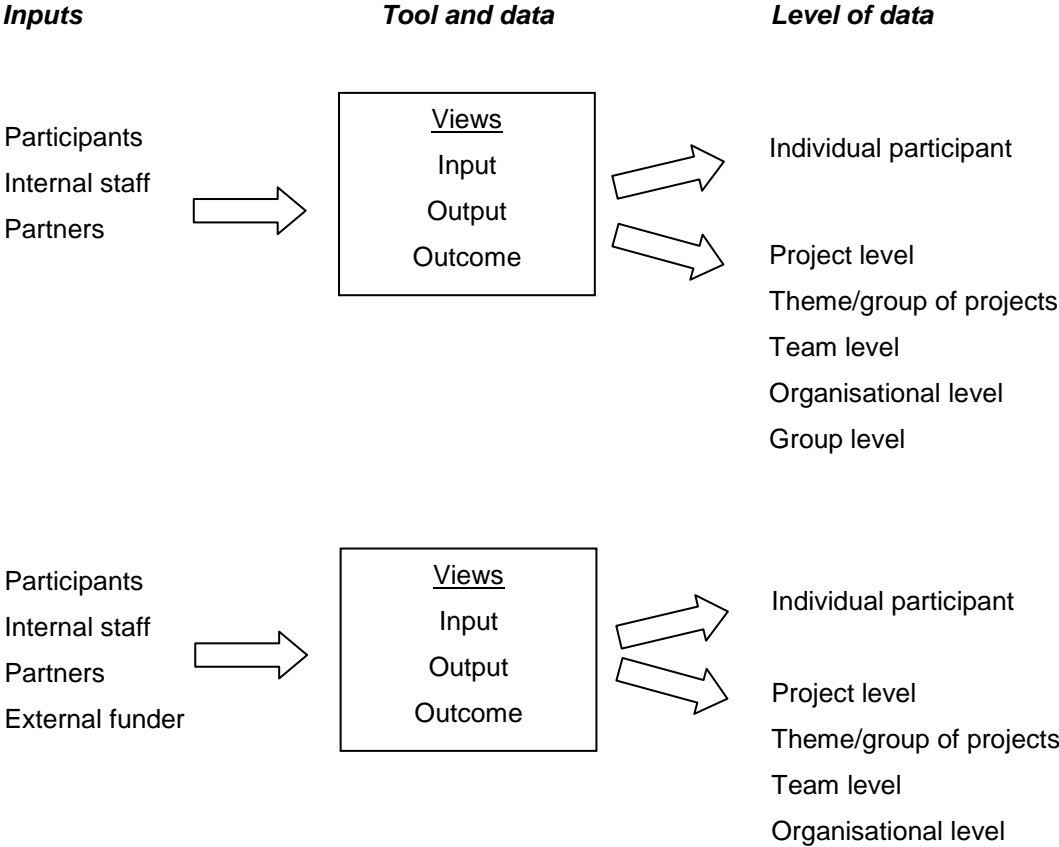 Inputs
Tool and data
Level of data
Participants
Internal staff
Partners
Views
Input
Output
Outcome
Individual participant
Project level
Theme/group of projects
Team level
Organisational level
Group level
Participants
Internal staff
Partners
External funder
Views
Input
Output
Outcome
Individual participant
Project level
Theme/group of projects
Team level
Organisational level